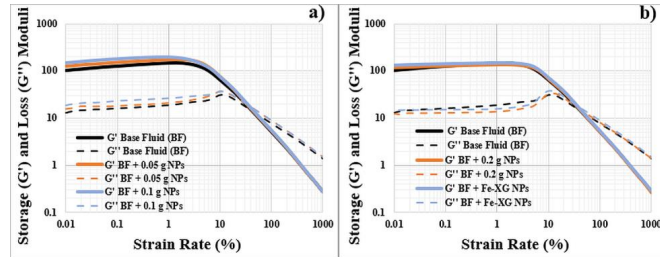 a)
Storage (G') and Loss (G") Moduli
1000
100
10
1
0.1
G' Base Fluid (BF)
G" Base Fluid (BF)
G' BF + 0.05 g NPs
G" BF + 0.05 g NPs
G' BF + 0.1 g NPs
G'' BF + 0.1 g NPs
0.01 0.1 1 10 100 1000
Strain Rate (%)
b)
Storage (G') and Loss (G") Moduli
1000
100
10
1
0.1
G' Base Fluid (BF)
G" Base Fluid (BF)
G' BF + 0.2 g NPs
G" BF + 0.2 g NPs
G' BF + Fe-XG NPs
G'' BF + Fe-XG NPs
0.01 0.1 1 10 100 1000
Strain Rate (%)